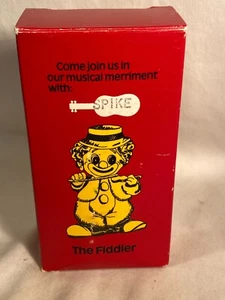 Come join us in
our musical merriment
with:
SPIKE
The Fiddler